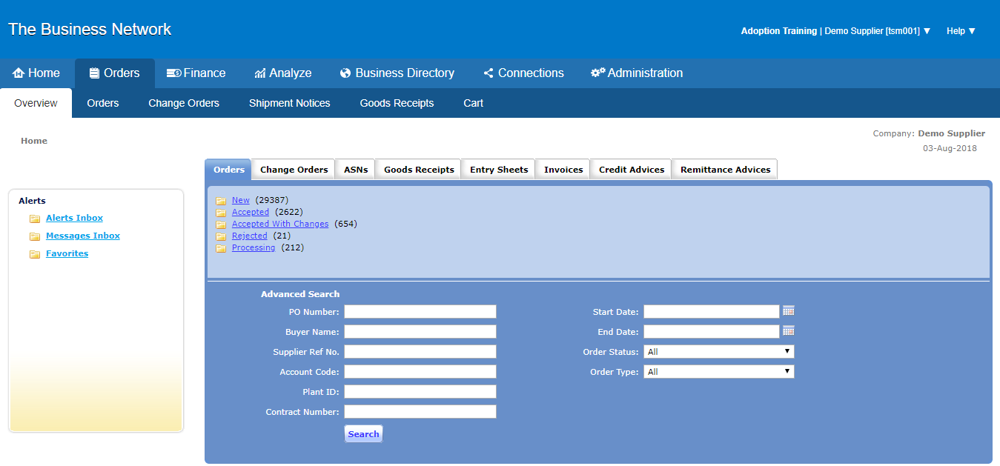 The Business Network
Adoption Training | Demo Supplier [tsm001] ▼ Help ▼
Home Orders Finance Analyze Business Directory Connections Administration
Overview Orders Change Orders Shipment Notices Goods Receipts Cart
Home
Company: Demo Supplier
03-Aug-2018
Alerts
Alerts Inbox
Messages Inbox
Favorites
Orders Change Orders ASNs Goods Receipts Entry Sheets Invoices Credit Advices Remittance Advices
New (29387)
Accepted (2622)
Accepted With Changes (654)
Rejected (21)
Processing (212)
Advanced Search
PO Number:
Buyer Name:
Supplier Ref No.
Account Code:
Plant ID:
Contract Number:
Start Date:
End Date:
Order Status: All ▼
Order Type: All ▼
Search